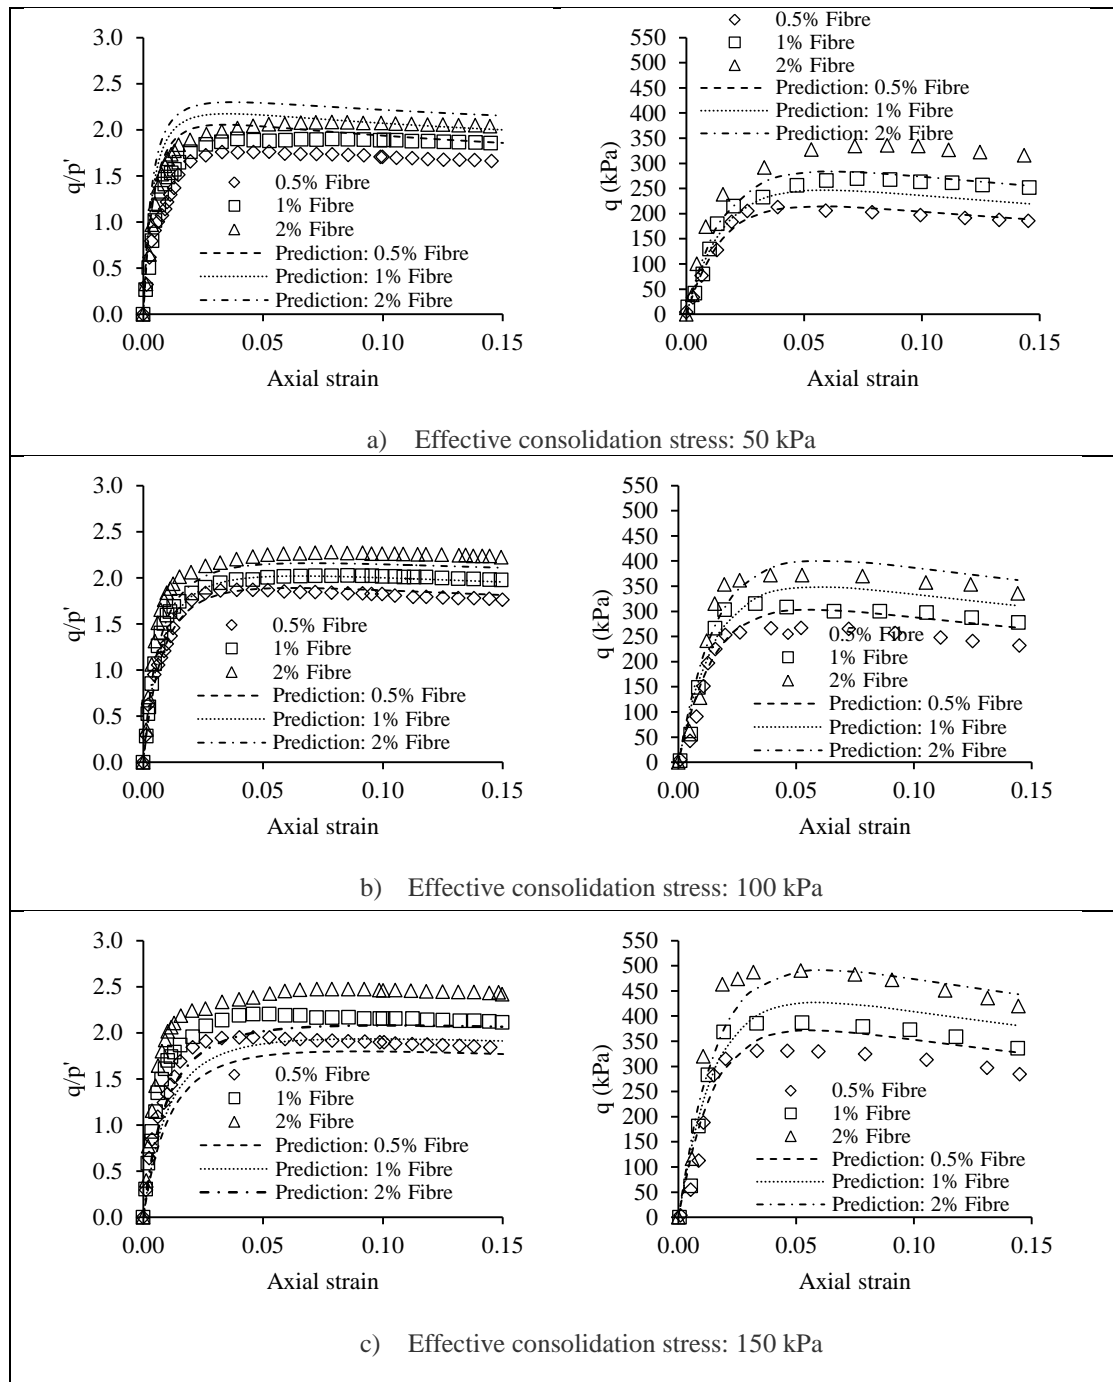 3.0
2.5
2.0
1.5
1.0
0.5
0.0
q/p'
0.5% Fibre
1% Fibre
2% Fibre
Prediction: 0.5% Fibre
Prediction: 1% Fibre
Prediction: 2% Fibre
0.00 0.05 0.10 0.15
Axial strain
550
500
450
400
350
300
250
200
150
100
50
0
q (kPa)
0.5% Fibre
1% Fibre
2% Fibre
Prediction: 0.5% Fibre
Prediction: 1% Fibre
Prediction: 2% Fibre
0.00 0.05 0.10 0.15
Axial strain
a) Effective consolidation stress: 50 kPa
3.0
2.5
2.0
1.5
1.0
0.5
0.0
q/p'
0.5% Fibre
1% Fibre
2% Fibre
Prediction: 0.5% Fibre
Prediction: 1% Fibre
Prediction: 2% Fibre
0.00 0.05 0.10 0.15
Axial strain
550
500
450
400
350
300
250
200
150
100
50
0
q (kPa)
0.5% Fibre
1% Fibre
2% Fibre
Prediction: 0.5% Fibre
Prediction: 1% Fibre
Prediction: 2% Fibre
0.00 0.05 0.10 0.15
Axial strain
b) Effective consolidation stress: 100 kPa
3.0
2.5
2.0
1.5
1.0
0.5
0.0
q/p'
0.5% Fibre
1% Fibre
2% Fibre
Prediction: 0.5% Fibre
Prediction: 1% Fibre
Prediction: 2% Fibre
0.00 0.05 0.10 0.15
Axial strain
550
500
450
400
350
300
250
200
150
100
50
0
q (kPa)
0.5% Fibre
1% Fibre
2% Fibre
Prediction: 0.5% Fibre
Prediction: 1% Fibre
Prediction: 2% Fibre
0.00 0.05 0.10 0.15
Axial strain
c) Effective consolidation stress: 150 kPa